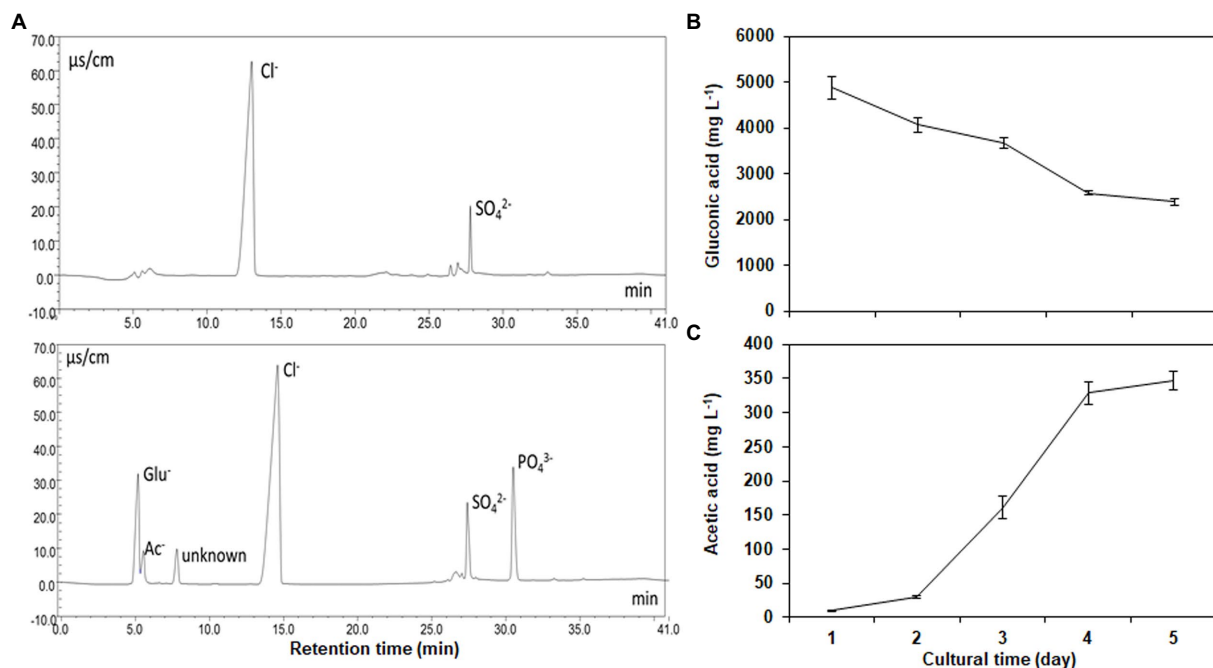 A
70.0
µs/cm
60.0
50.0
40.0
30.0
20.0
10.0
0.0
-10.0
Cl⁻
SO₄²⁻
min
5.0 10.0 15.0 20.0 25.0 30.0 35.0 41.0
70.0
µs/cm
60.0
50.0
40.0
30.0
20.0
10.0
0.0
-10.0
Glu⁻
Ac⁻
unknown
Cl⁻
SO₄²⁻
PO₄³⁻
min
0.0 5.0 10.0 15.0 20.0 25.0 30.0 35.0 41.0
Retention time (min)
B
Gluconic acid (mg L⁻¹)
6000
5000
4000
3000
2000
1000
0
C
Acetic acid (mg L⁻¹)
400
350
300
250
200
150
100
50
0
1 2 3 4 5
Cultural time (day)